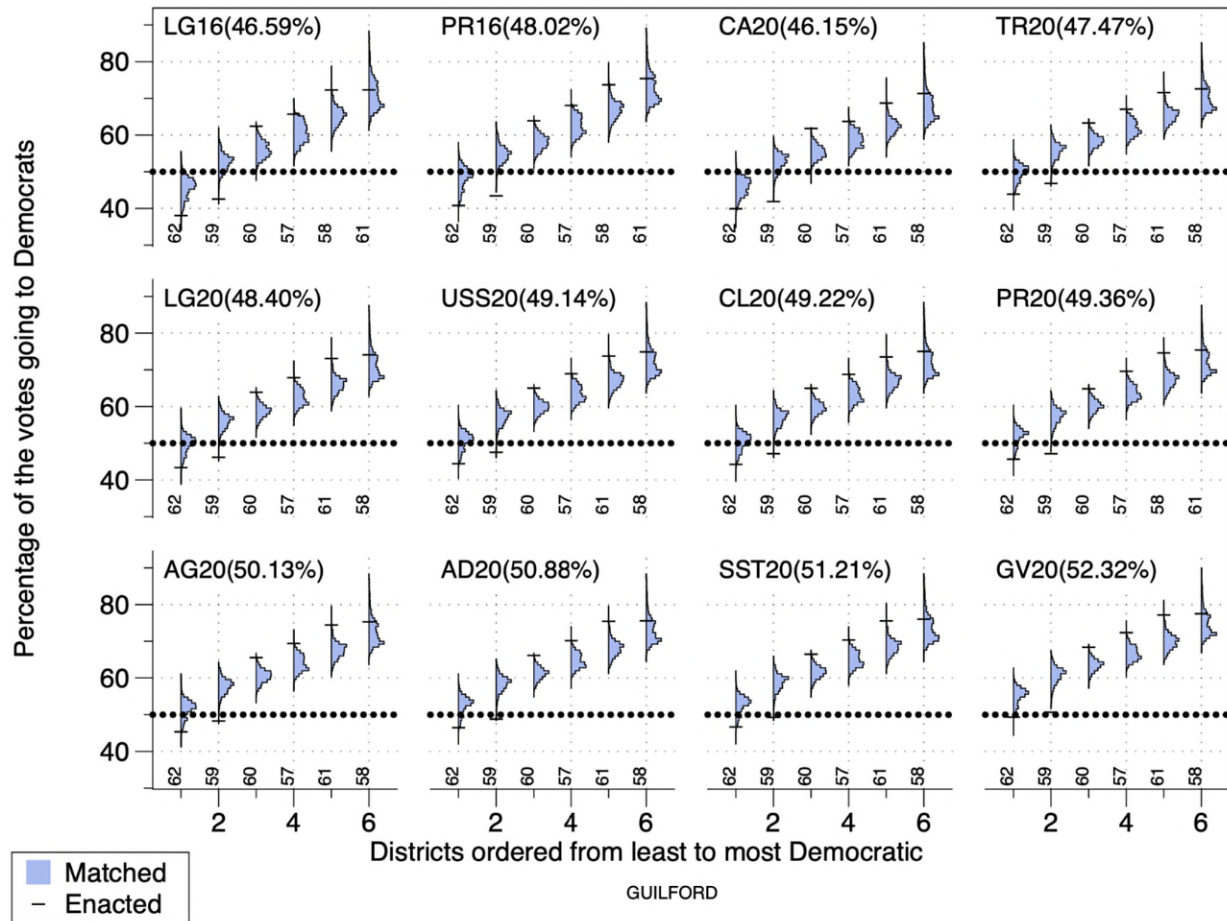 Percentage of the votes going to Democrats
LG16(46.59%) PR16(48.02%) CA20(46.15%) TR20(47.47%)
80
60
40
62 59 60 57 58 61 62 59 60 57 58 61 62 59 60 57 61 58 62 59 60 57 61 58
LG20(48.40%) USS20(49.14%) CL20(49.22%) PR20(49.36%)
80
60
40
62 59 60 57 61 58 62 59 60 57 61 58 62 59 60 57 61 58 62 59 60 57 58 61
AG20(50.13%) AD20(50.88%) SST20(51.21%) GV20(52.32%)
80
60
40
62 59 60 57 61 58 62 59 60 57 61 58 62 59 60 57 61 58 62 59 60 57 61 58
2 4 6 2 4 6 2 4 6 2 4 6
Districts ordered from least to most Democratic
Matched
Enacted
GUILFORD